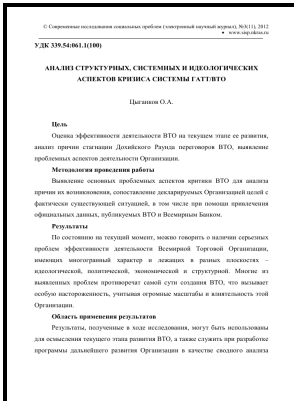 © Современные исследования социальных проблем (электронный научный журнал), №3(11), 2012
• www.sisp.nkras.ru
УДК 339.54:061.1(100)
АНАЛИЗ СТРУКТУРНЫХ, СИСТЕМНЫХ И ИДЕОЛОГИЧЕСКИХ
АСПЕКТОВ КРИЗИСА СИСТЕМЫ ГАТТ/ВТО
Цыганков О.А.
Цель
Оценка эффективности деятельности ВТО на текущем этапе ее развития,
анализ причин стагнации Дохийского Раунда переговоров ВТО, выявление
проблемных аспектов деятельности Организации.
Методология проведения работы
Выявление основных проблемных аспектов критики ВТО для анализа
причин их возникновения, сопоставление декларируемых Организацией целей с
фактически существующей ситуацией, в том числе при помощи привлечения
официальных данных, публикуемых ВТО и Всемирным Банком.
Результаты
По состоянию на текущий момент, можно говорить о наличии серьезных
проблем эффективности деятельности Всемирной Торговой Организации,
имеющих многогранный характер и лежащих в разных плоскостях –
идеологической, политической, экономической и структурной. Многие из
выявленных проблем противоречат самой сути создания ВТО, что вызывает
особую настороженность, учитывая огромные масштабы и влиятельность этой
Организации.
Область применения результатов
Результаты, полученные в ходе исследования, могут быть использованы
для осмысления текущего этапа развития ВТО, а также служить при разработке
программы дальнейшего развития Организации в качестве сводного анализа